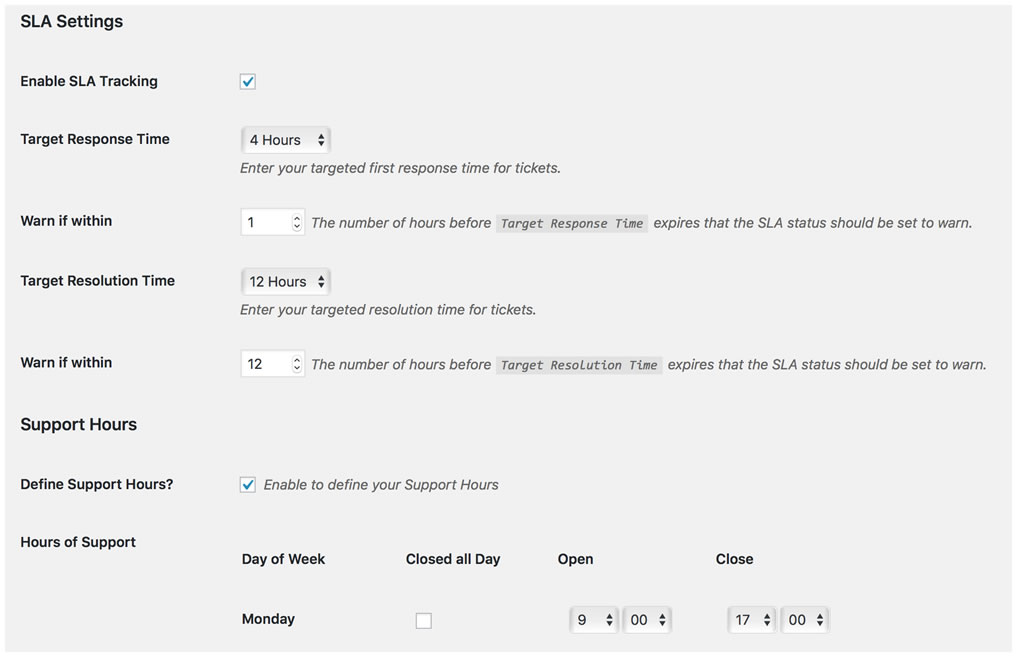 SLA Settings
Enable SLA Tracking
Target Response Time 4 Hours
Enter your targeted first response time for tickets.
Warn if within 1 The number of hours before Target Response Time expires that the SLA status should be set to warn.
Target Resolution Time 12 Hours
Enter your targeted resolution time for tickets.
Warn if within 12 The number of hours before Target Resolution Time expires that the SLA status should be set to warn.
Support Hours
Define Support Hours? Enable to define your Support Hours
Hours of Support
Day of Week Closed all Day Open Close
Monday 9 00 17 00